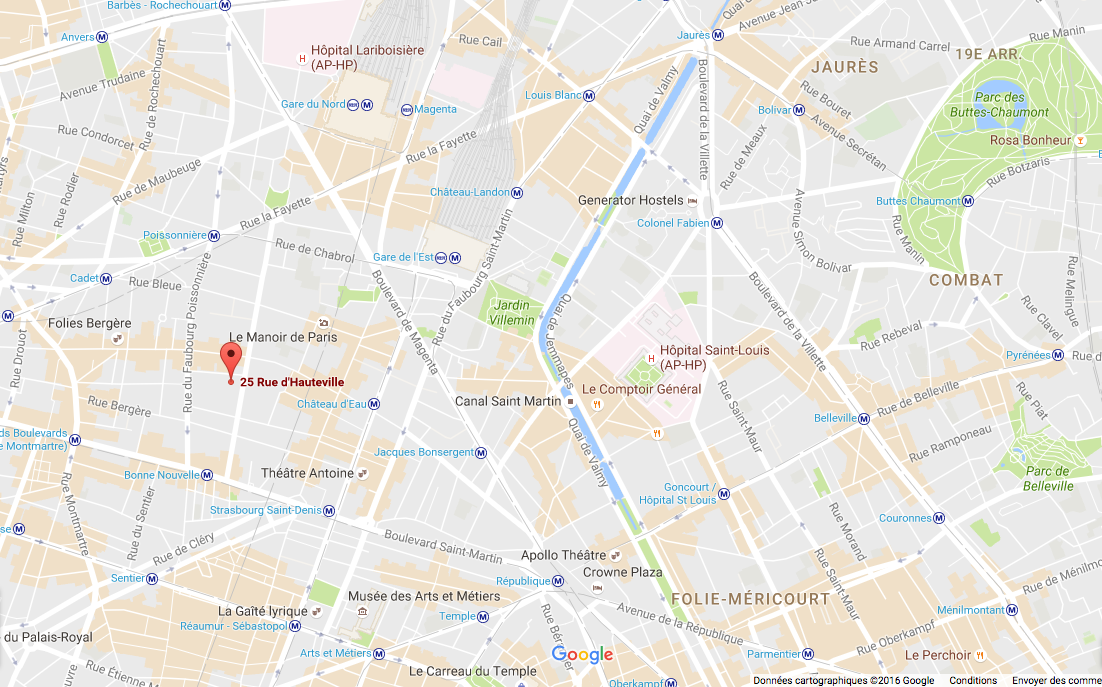 Barbès - Rochechouart
Quai de
Avenue Jean Jaur
Jaurès
Anvers
Hôpital Lariboisière
(AP-HP)
Rue Cail
Rue Armand Carrel
Rue Manin
19E ARR.
JAURÈS
Avenue Trudaine
Rue de Rochechouart
Gare du Nord
Magenta
Louis Blanc
Quai de Valmy
Boulevard de la Villette
Bolivar
Rue Bouret
Avenue Secrétan
Parc des
Buttes-Chaumont
Rosa Bonheur
Rue Condorcet
Rue la Fayette
Rue de Meaux
Rue Botzaris
Rue de Maubeuge
Rue Milton
Rue Rodier
Château-Landon
Generator Hostels
Colonel Fabien
Avenue Simon Bolivar
Buttes Chaumont
Rue Manin
Rue la Fayette
Poissonnière
Rue de Chabrol
Gare de l'Est
Rue du Faubourg Saint-Martin
Cadet
Rue Bleue
Rue du Faubourg Poissonnière
Boulevard de Magenta
Jardin
Villemin
Quai de Jemmapes
Boulevard de la Villette
COMBAT
Rue Melingue
Rue Clavel
Folies Bergère
Le Manoir de Paris
Rue Drouot
Rue Rebeval
Hôpital Saint-Louis
(AP-HP)
Pyrénées
Rue d
25 Rue d'Hauteville
Le Comptoir Général
Rue Saint-Maur
Rue de Belleville
Rue Piat
Rue Bergère
Château d'Eau
Canal Saint Martin
Belleville
ds Boulevards
e Montmartre)
Quai de Valmy
Rue Ramponeau
Jacques Bonsergent
Bonne Nouvelle
Théâtre Antoine
Parc de
Belleville
Rue Montmartre
Rue du Sentier
Goncourt /
Hôpital St Louis
Strasbourg Saint-Denis
Couronnes
Rue Morand
Rue de Cléry
Boulevard Saint-Martin
Apollo Théâtre
Crowne Plaza
Sentier
République
Rue Saint-Maur
Rue de Ménilmo
Musée des Arts et Métiers
FOLIE-MÉRICOURT
La Gaîté lyrique
Temple
Avenue de la République
Ménilmontant
Réaumur - Sébastopol
du Palais-Royal
Rue Oberkampf
Arts et Métiers
Google
Parmentier
Le Perchoir
Le Carreau du Temple
Oberkampf
Données cartographiques ©2016 Google
Conditions
Envoyer des comme